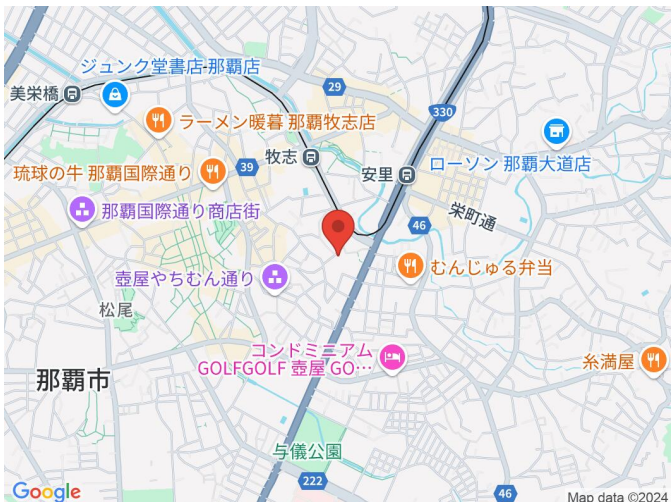 ジュンク堂書店 那覇店
美栄橋
29
330
ラーメン暖暮 那覇牧志店
牧志
安里
ローソン 那覇大道店
琉球の牛 那覇国際通り
39
那覇国際通り商店街
46
栄町通
壺屋やちむん通り
むんじゅる弁当
松尾
コンドミニアム
GOLFGOLF 壺屋 GO…
糸満屋
那覇市
与儀公園
222
46
Google
Map data ©2024